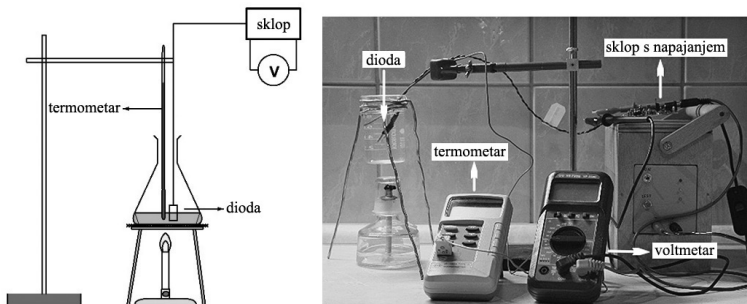 sklop
V
termometar
dioda
dioda
sklop s napajanjem
termometar
voltmetar